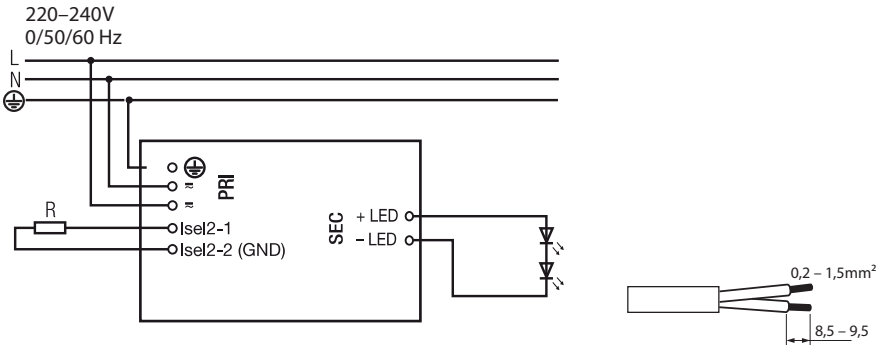 220–240V
0/50/60 Hz
L
N
PRI
≂
≂
R
Isel2-1
Isel2-2 (GND)
SEC
+ LED
– LED
0,2 – 1,5mm²
8,5 – 9,5